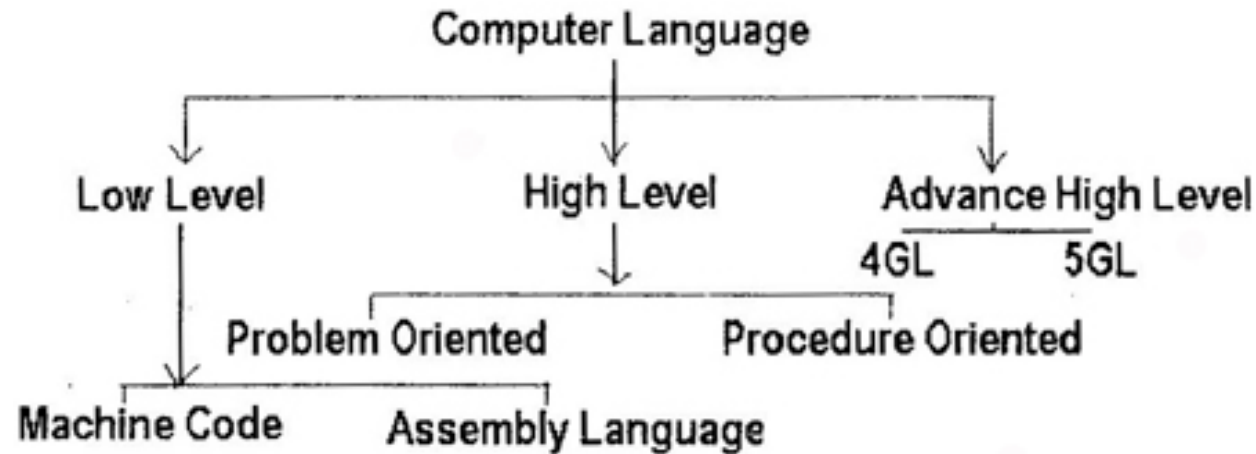 Computer Language
Low Level
High Level
Advance High Level
4GL
5GL
Problem Oriented
Procedure Oriented
Machine Code
Assembly Language